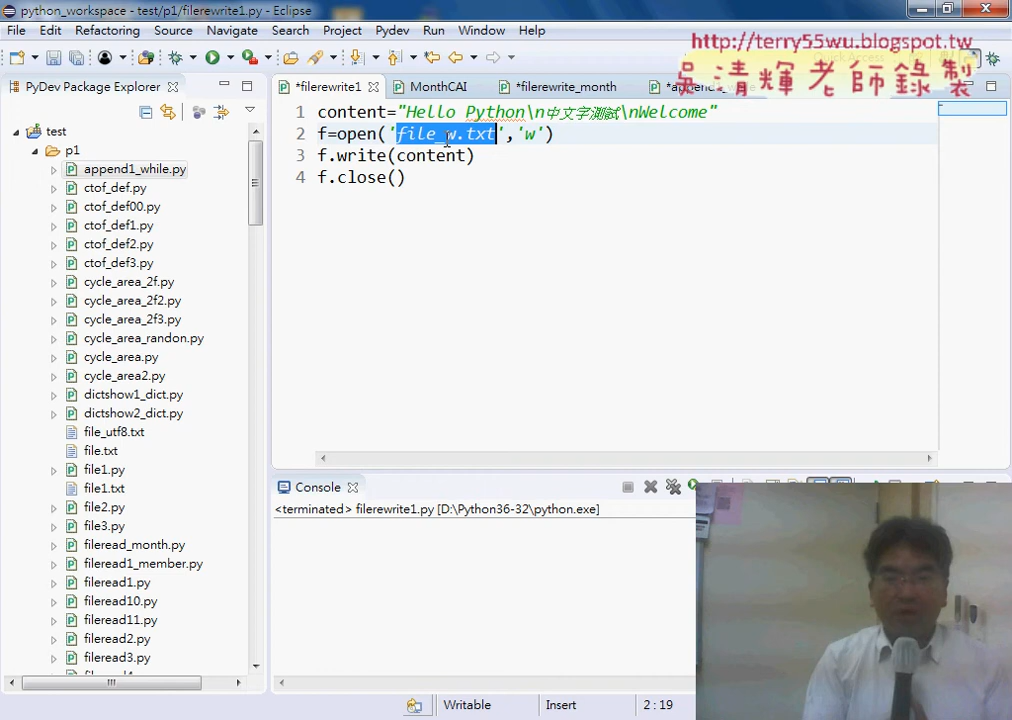 python_workspace - test/p1/filerewrite1.py - Eclipse
File Edit Refactoring Source Navigate Search Project Pydev Run Window Help
http://terry55wu.blogspot.tw
吳清輝老師錄製
Quick Access
PyDev Package Explorer
*filerewrite1
MonthCAI
*filerewrite_month
test
p1
append1_while.py
ctof_def.py
ctof_def00.py
ctof_def1.py
ctof_def2.py
ctof_def3.py
cycle_area_2f.py
cycle_area_2f2.py
cycle_area_2f3.py
cycle_area_randon.py
cycle_area.py
cycle_area2.py
dictshow1_dict.py
dictshow2_dict.py
file_utf8.txt
file.txt
file1.py
file1.txt
file2.py
file3.py
fileread_month.py
fileread1_member.py
fileread1.py
fileread10.py
fileread11.py
fileread2.py
fileread3.py
1 content="Hello Python\n中文字測試\nWelcome"
2 f=open('file_w.txt','w')
3 f.write(content)
4 f.close()
Console
<terminated> filerewrite1.py [D:\Python36-32\python.exe]
Writable Insert 2:19